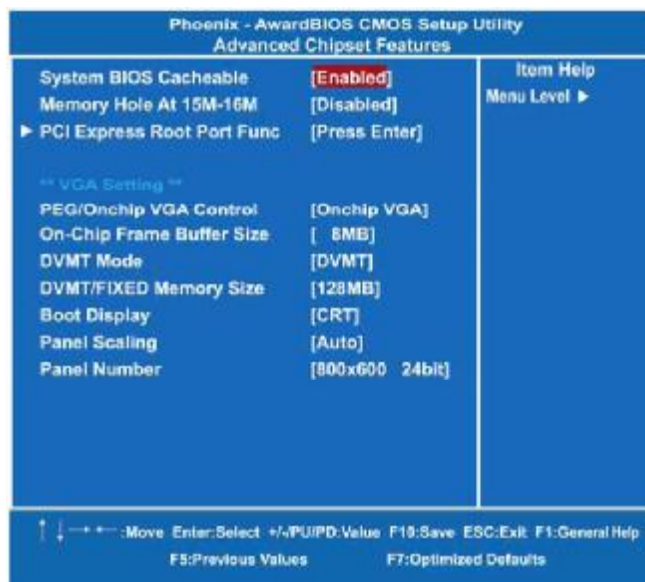 Phoenix - AwardBIOS CMOS Setup Utility
Advanced Chipset Features
System BIOS Cacheable [Enabled]
Memory Hole At 15M-16M [Disabled]
► PCI Express Root Port Func [Press Enter]
** VGA Setting **
PEG/Onchip VGA Control [Onchip VGA]
On-Chip Frame Buffer Size [ 8MB]
DVMT Mode [DVMT]
DVMT/FIXED Memory Size [128MB]
Boot Display [CRT]
Panel Scaling [Auto]
Panel Number [800x600 24bit]
Item Help
Menu Level ►
↑ ↓ → ← :Move Enter:Select +/-/PU/PD:Value F10:Save ESC:Exit F1:General Help
F5:Previous Values F7:Optimized Defaults